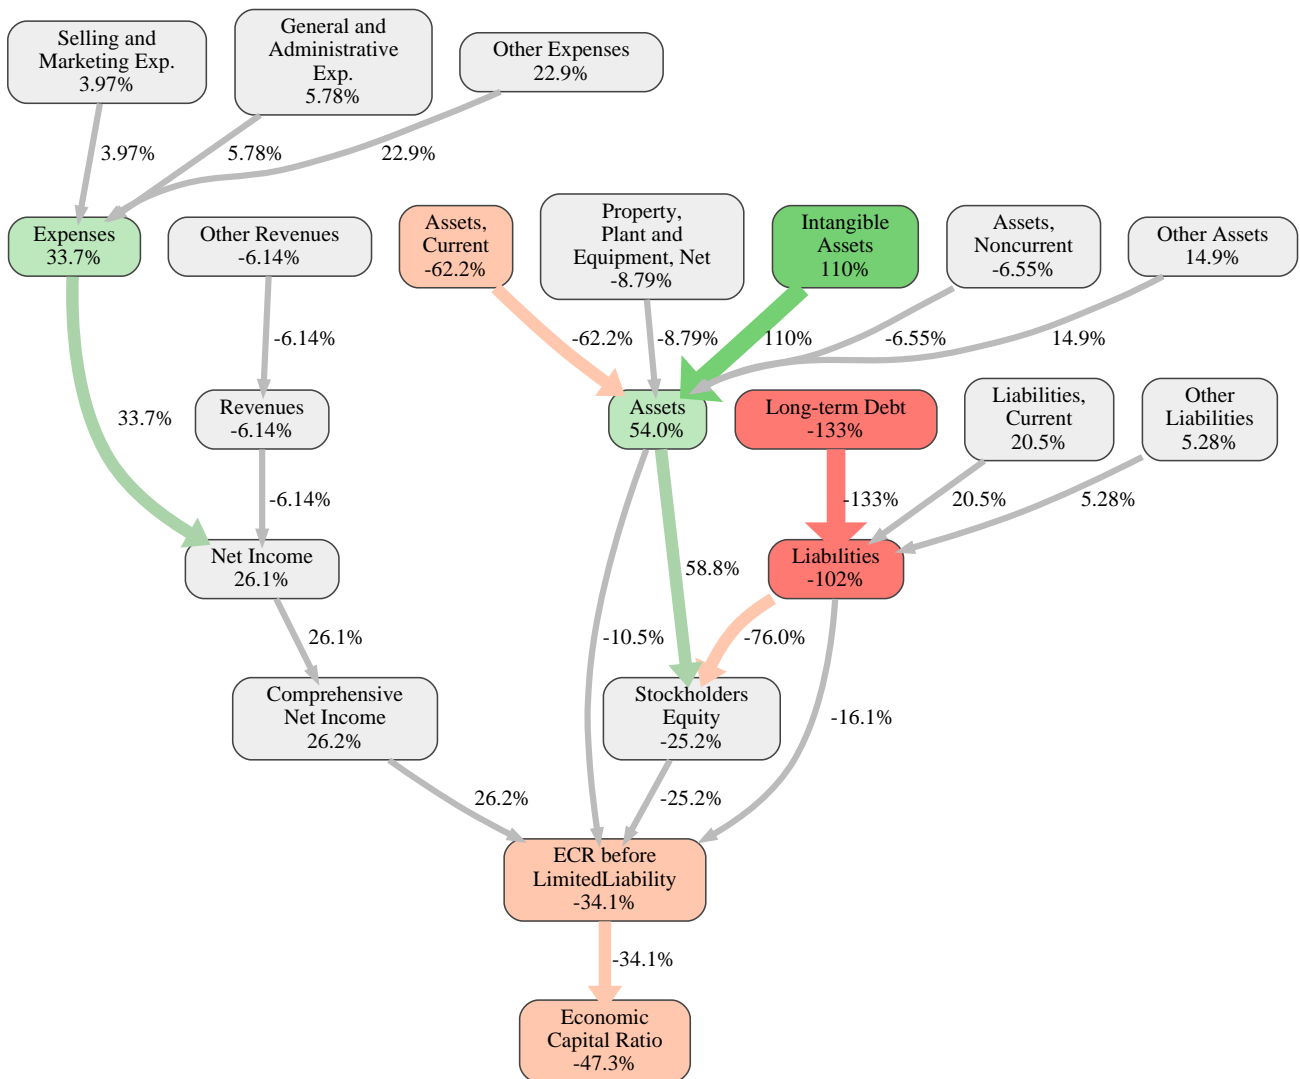 Selling and
Marketing Exp.
3.97%
General and
Administrative
Exp.
5.78%
Other Expenses
22.9%
3.97%
5.78%
22.9%
Expenses
33.7%
Other Revenues
-6.14%
Assets,
Current
-62.2%
Property,
Plant and
Equipment, Net
-8.79%
Intangible
Assets
110%
Assets,
Noncurrent
-6.55%
Other Assets
14.9%
-6.14%
-62.2%
-8.79%
110%
-6.55%
14.9%
33.7%
Revenues
-6.14%
Assets
54.0%
Long-term Debt
-133%
Liabilities,
Current
20.5%
Other
Liabilities
5.28%
-6.14%
-133%
20.5%
5.28%
Net Income
26.1%
58.8%
Liabilities
-102%
26.1%
-10.5%
-76.0%
Comprehensive
Net Income
26.2%
Stockholders
Equity
-25.2%
-16.1%
26.2%
-25.2%
ECR before
LimitedLiability
-34.1%
-34.1%
Economic
Capital Ratio
-47.3%